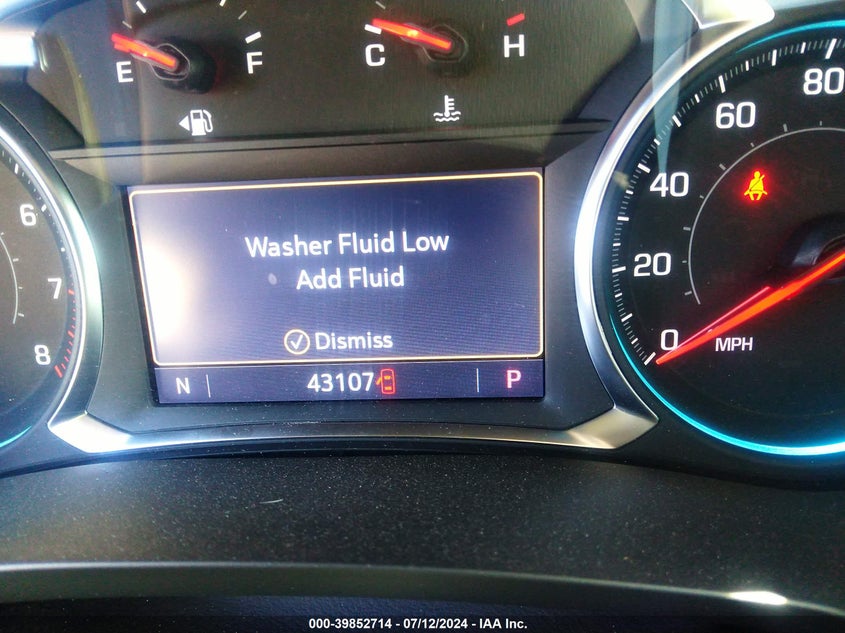 E F
C H
6
7
8
Washer Fluid Low
Add Fluid
Dismiss
N 43107 P
80
60
40
20
0
MPH
000-39852714 - 07/12/2024 - IAA Inc.